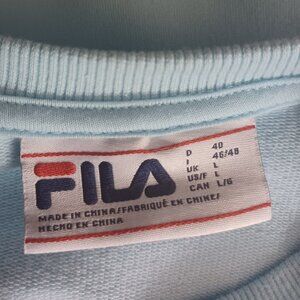 FILA
D 40
I 46/48
UK L
US/F L
CAN L/G
MADE IN CHINA/FABRIQUÉ EN CHINE/
HECHO EN CHINA